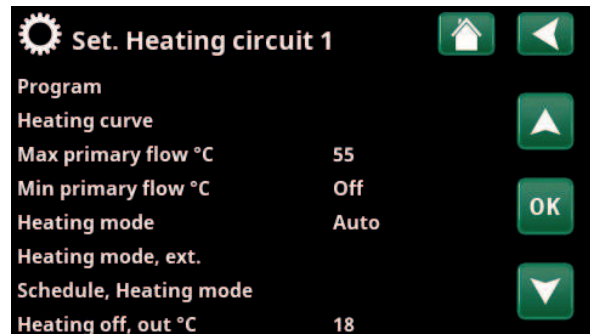 Set. Heating circuit 1
Program
Heating curve
Max primary flow °C 55
Min primary flow °C Off
Heating mode Auto
OK
Heating mode, ext.
Schedule, Heating mode
Heating off, out °C 18